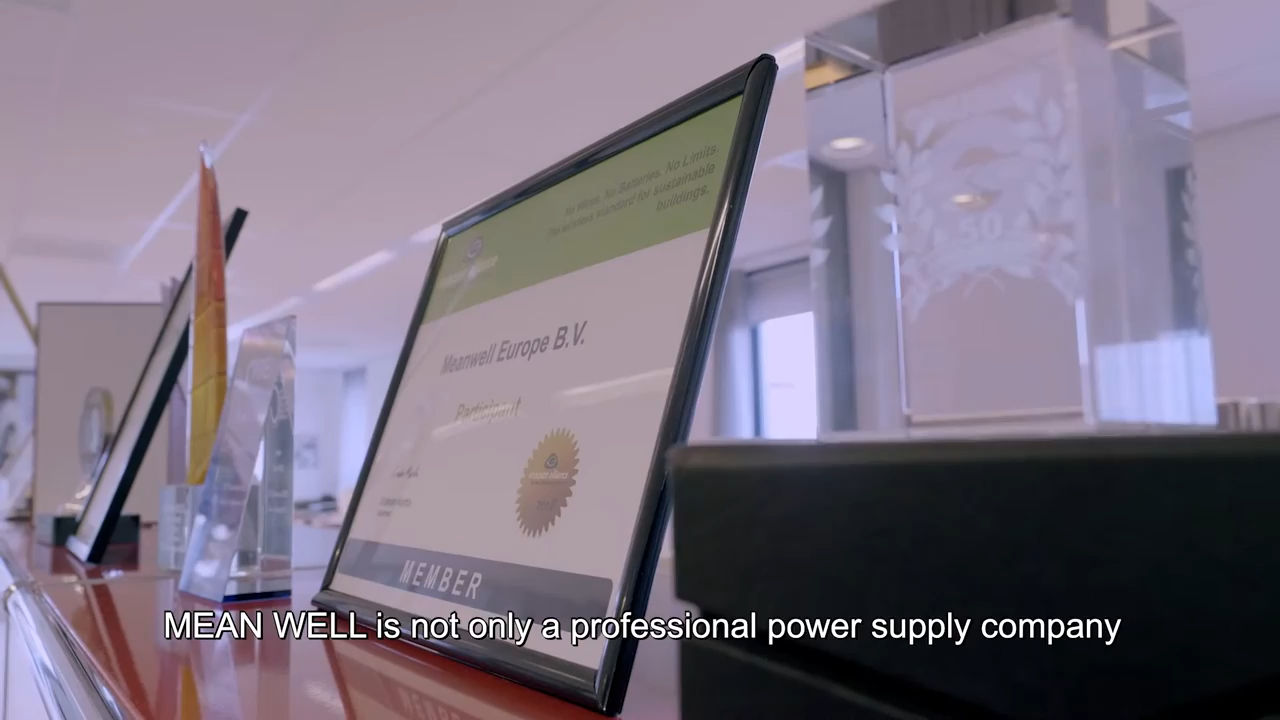 No Wires. No Batteries. No Limits.
The wireless standard for sustainable
buildings.
50
Meanwell Europe B.V.
Participant
MEMBER
MEAN WELL is not only a professional power supply company